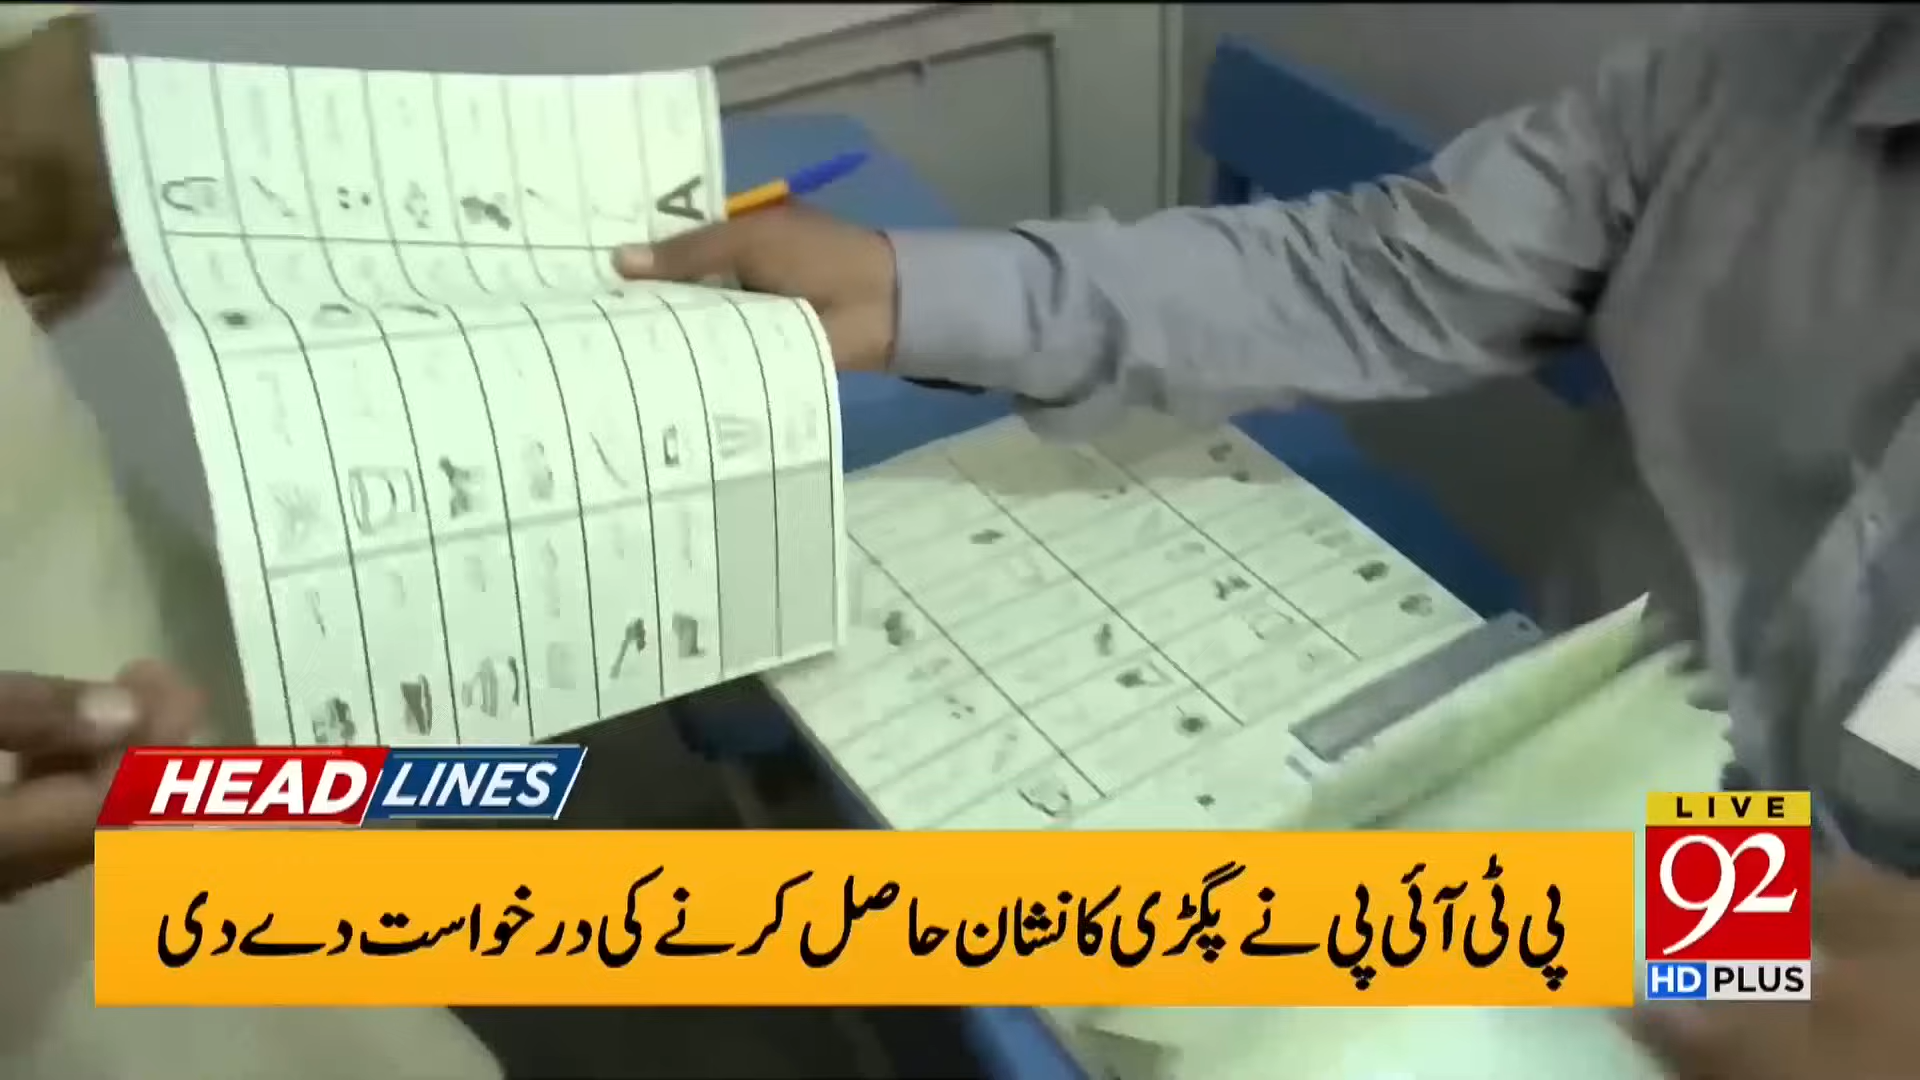 A
HEADLINES
LIVE
92
HD PLUS
پی ٹی آئی پی نے پگڑی کا نشان حاصل کرنے کی درخواست دے دی